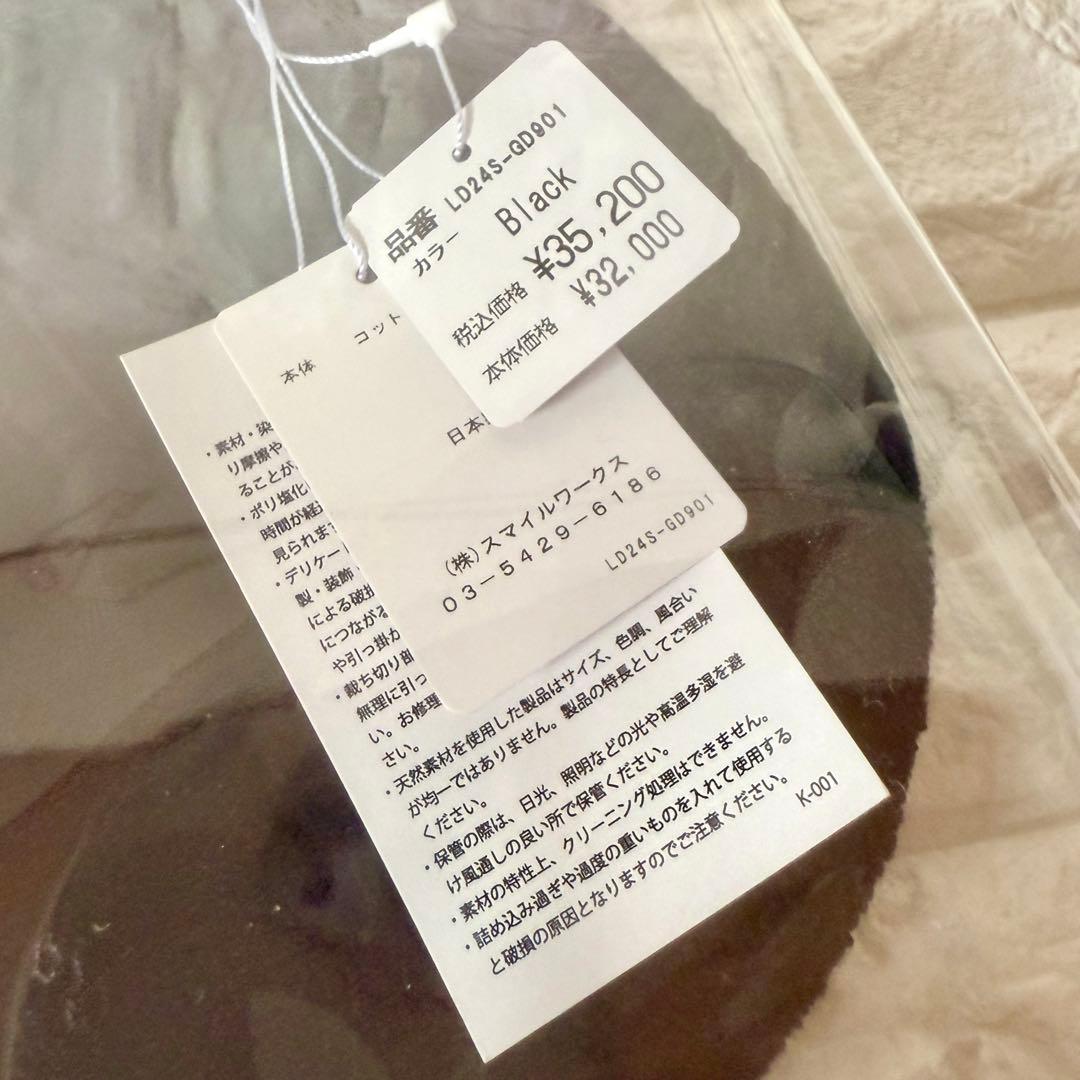 品番 LD24S-GD901
カラー Black
税込価格 ¥35,200
本体価格 ¥32,000
本体 コット
日本
(株)スマイルワークス
03-5429-6186
LD24S-GD901
・素材・染
り摩擦や
ることが
・ポリ塩化
時間が経
見られま
・デリケー
製・装飾
による破損
につながる
や引っ掛か
・裁ち切り部
無理に引っ
い。お修理
さい。
・天然素材を使用した製品はサイズ、色調、風合い
が均一ではありません。製品の特長としてご理解
ください。
・保管の際は、日光、照明などの光や高温多湿を避
け風通しの良い所で保管ください。
・素材の特性上、クリーニング処理はできません。
・詰め込み過ぎや過度の重いものを入れて使用する
と破損の原因となりますのでご注意ください。
K-001